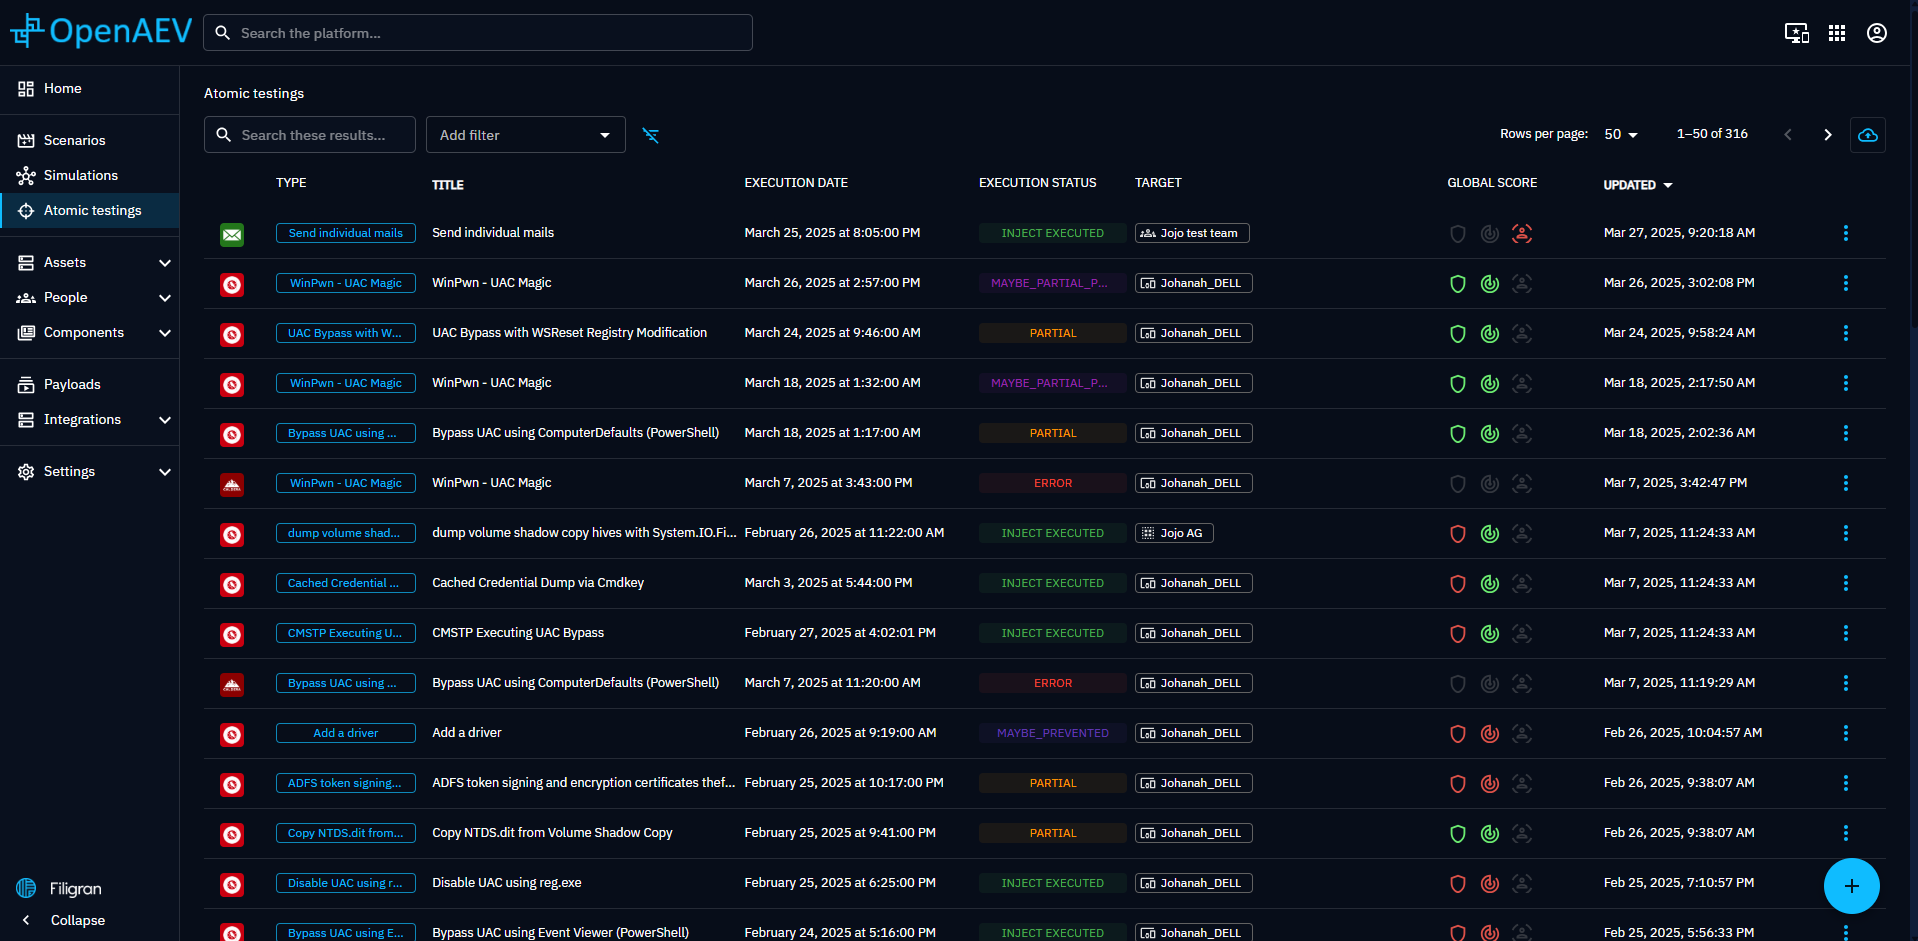 OpenAEV
Search the platform...
Home
Scenarios
Simulations
Atomic testings
Assets
People
Components
Payloads
Integrations
Settings
Filigran
Collapse
Atomic testings
Search these results...
Add filter
Rows per page: 50 1–50 of 316
TYPE TITLE EXECUTION DATE EXECUTION STATUS TARGET GLOBAL SCORE UPDATED
Send individual mails Send individual mails March 25, 2025 at 8:05:00 PM INJECT EXECUTED Jojo test team Mar 27, 2025, 9:20:18 AM
WinPwn - UAC Magic WinPwn - UAC Magic March 26, 2025 at 2:57:00 PM MAYBE_PARTIAL_P... Johanah_DELL Mar 26, 2025, 3:02:08 PM
UAC Bypass with W... UAC Bypass with WSReset Registry Modification March 24, 2025 at 9:46:00 AM PARTIAL Johanah_DELL Mar 24, 2025, 9:58:24 AM
WinPwn - UAC Magic WinPwn - UAC Magic March 18, 2025 at 1:32:00 AM MAYBE_PARTIAL_P... Johanah_DELL Mar 18, 2025, 2:17:50 AM
Bypass UAC using ... Bypass UAC using ComputerDefaults (PowerShell) March 18, 2025 at 1:17:00 AM PARTIAL Johanah_DELL Mar 18, 2025, 2:02:36 AM
CALDERA WinPwn - UAC Magic WinPwn - UAC Magic March 7, 2025 at 3:43:00 PM ERROR Johanah_DELL Mar 7, 2025, 3:42:47 PM
dump volume shad... dump volume shadow copy hives with System.IO.Fi... February 26, 2025 at 11:22:00 AM INJECT EXECUTED Jojo AG Mar 7, 2025, 11:24:33 AM
Cached Credential ... Cached Credential Dump via Cmdkey March 3, 2025 at 5:44:00 PM INJECT EXECUTED Johanah_DELL Mar 7, 2025, 11:24:33 AM
CMSTP Executing U... CMSTP Executing UAC Bypass February 27, 2025 at 4:02:01 PM INJECT EXECUTED Johanah_DELL Mar 7, 2025, 11:24:33 AM
CALDERA Bypass UAC using ... Bypass UAC using ComputerDefaults (PowerShell) March 7, 2025 at 11:20:00 AM ERROR Johanah_DELL Mar 7, 2025, 11:19:29 AM
Add a driver Add a driver February 26, 2025 at 9:19:00 AM MAYBE_PREVENTED Johanah_DELL Feb 26, 2025, 10:04:57 AM
ADFS token signing... ADFS token signing and encryption certificates thef... February 25, 2025 at 10:17:00 PM PARTIAL Johanah_DELL Feb 26, 2025, 9:38:07 AM
Copy NTDS.dit from... Copy NTDS.dit from Volume Shadow Copy February 25, 2025 at 9:41:00 PM PARTIAL Johanah_DELL Feb 26, 2025, 9:38:07 AM
Disable UAC using r... Disable UAC using reg.exe February 25, 2025 at 6:25:00 PM INJECT EXECUTED Johanah_DELL Feb 25, 2025, 7:10:57 PM
Bypass UAC using E... Bypass UAC using Event Viewer (PowerShell) February 24, 2025 at 5:16:00 PM INJECT EXECUTED Johanah_DELL Feb 25, 2025, 5:56:33 PM